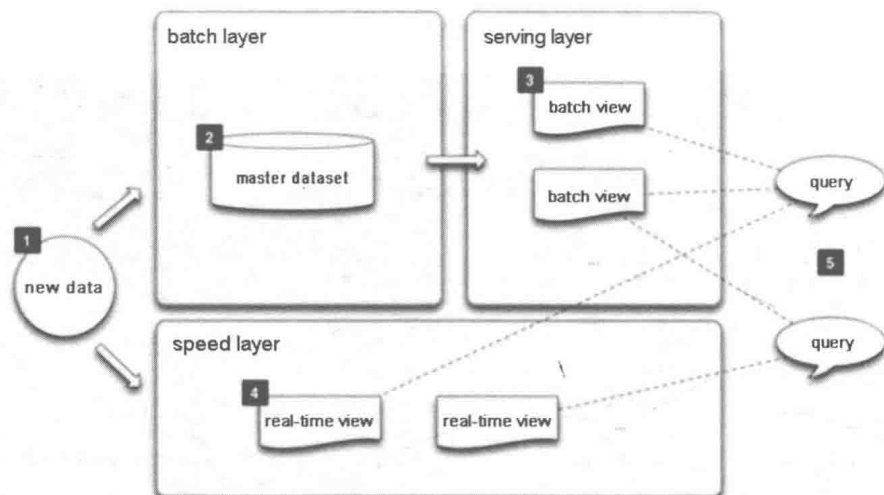 batch layer
serving layer
3
batch view
2
master dataset
batch view
query
1
new data
5
speed layer
query
4
real-time view
real-time view